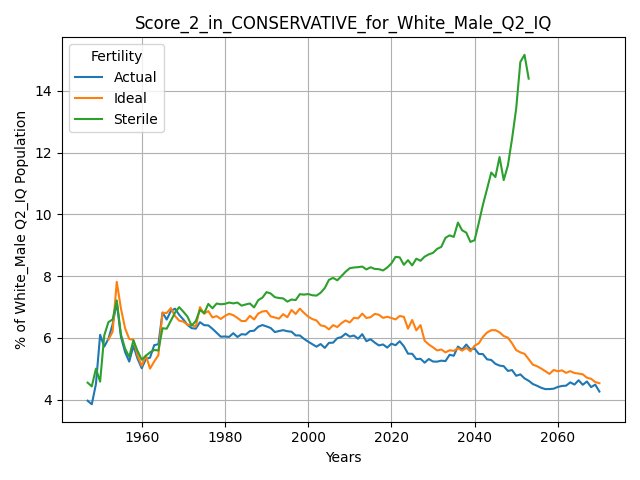 Score_2_in_CONSERVATIVE_for_White_Male_Q2_IQ
Fertility
Actual
Ideal
Sterile
% of White_Male Q2_IQ Population
14
12
10
8
6
4
1960 1980 2000 2020 2040 2060
Years